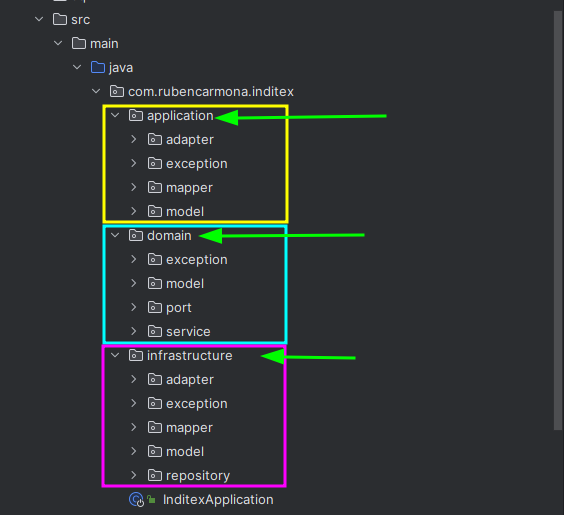 src
main
java
com.rubencarmona.inditex
application
adapter
exception
mapper
model
domain
exception
model
port
service
infrastructure
adapter
exception
mapper
model
repository
InditexApplication